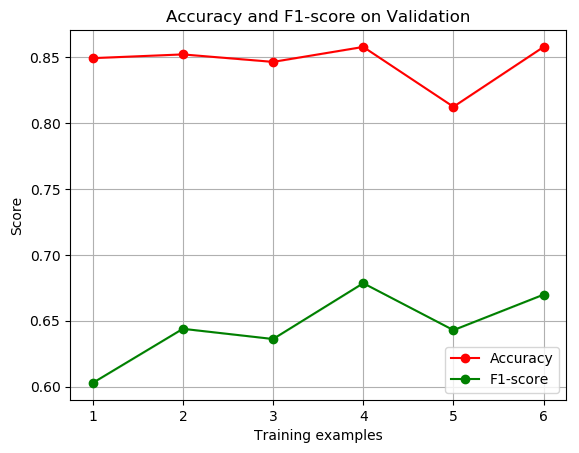 Accuracy and F1-score on Validation
Score
0.85
0.80
0.75
0.70
0.65
0.60
Accuracy
F1-score
1 2 3 4 5 6
Training examples